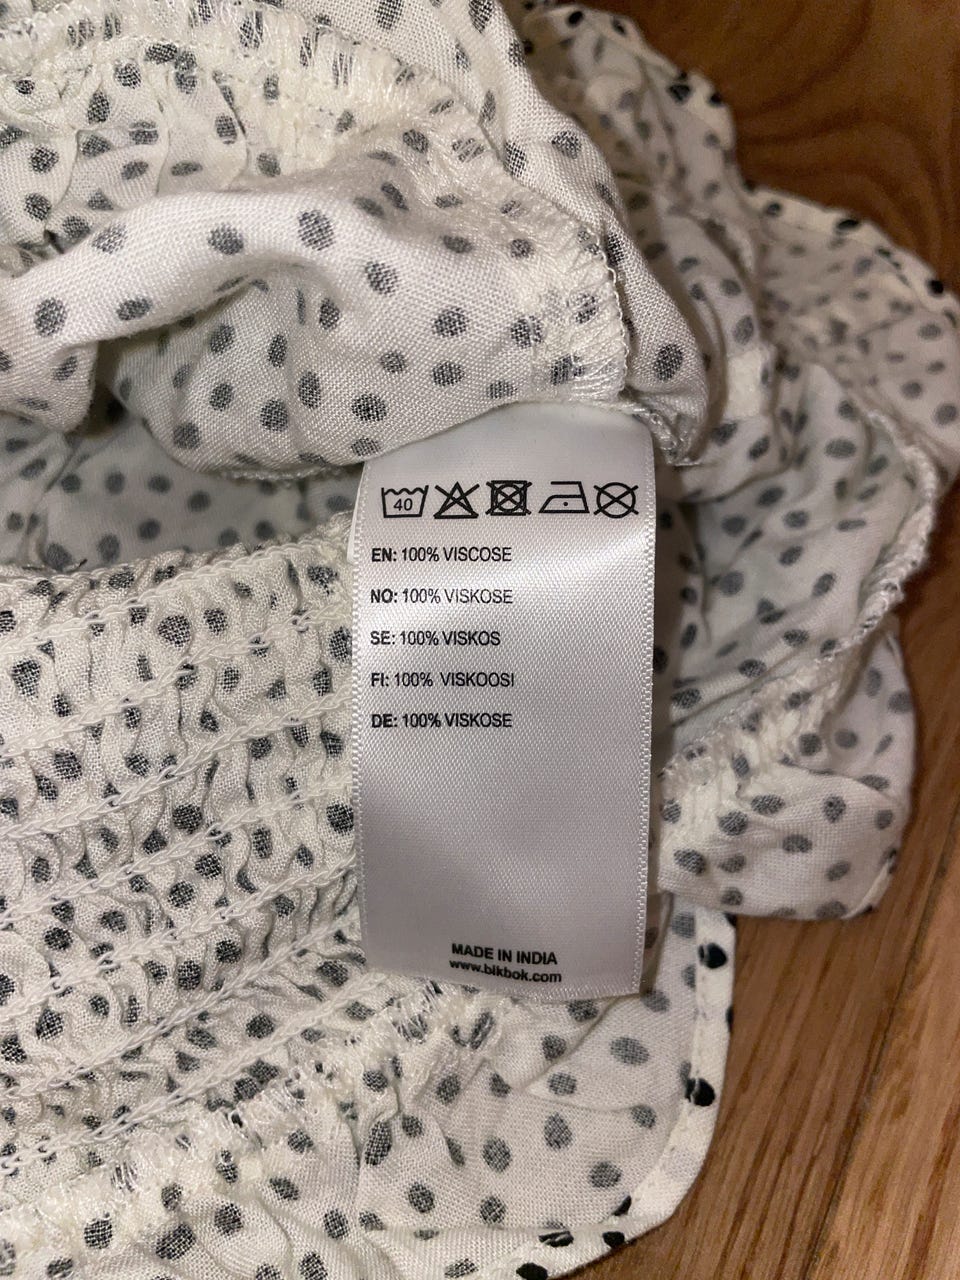 40
EN: 100% VISCOSE
NO: 100% VISKOSE
SE: 100% VISKOS
FI: 100% VISKOOSI
DE: 100% VISKOSE
MADE IN INDIA
www.bikbok.com